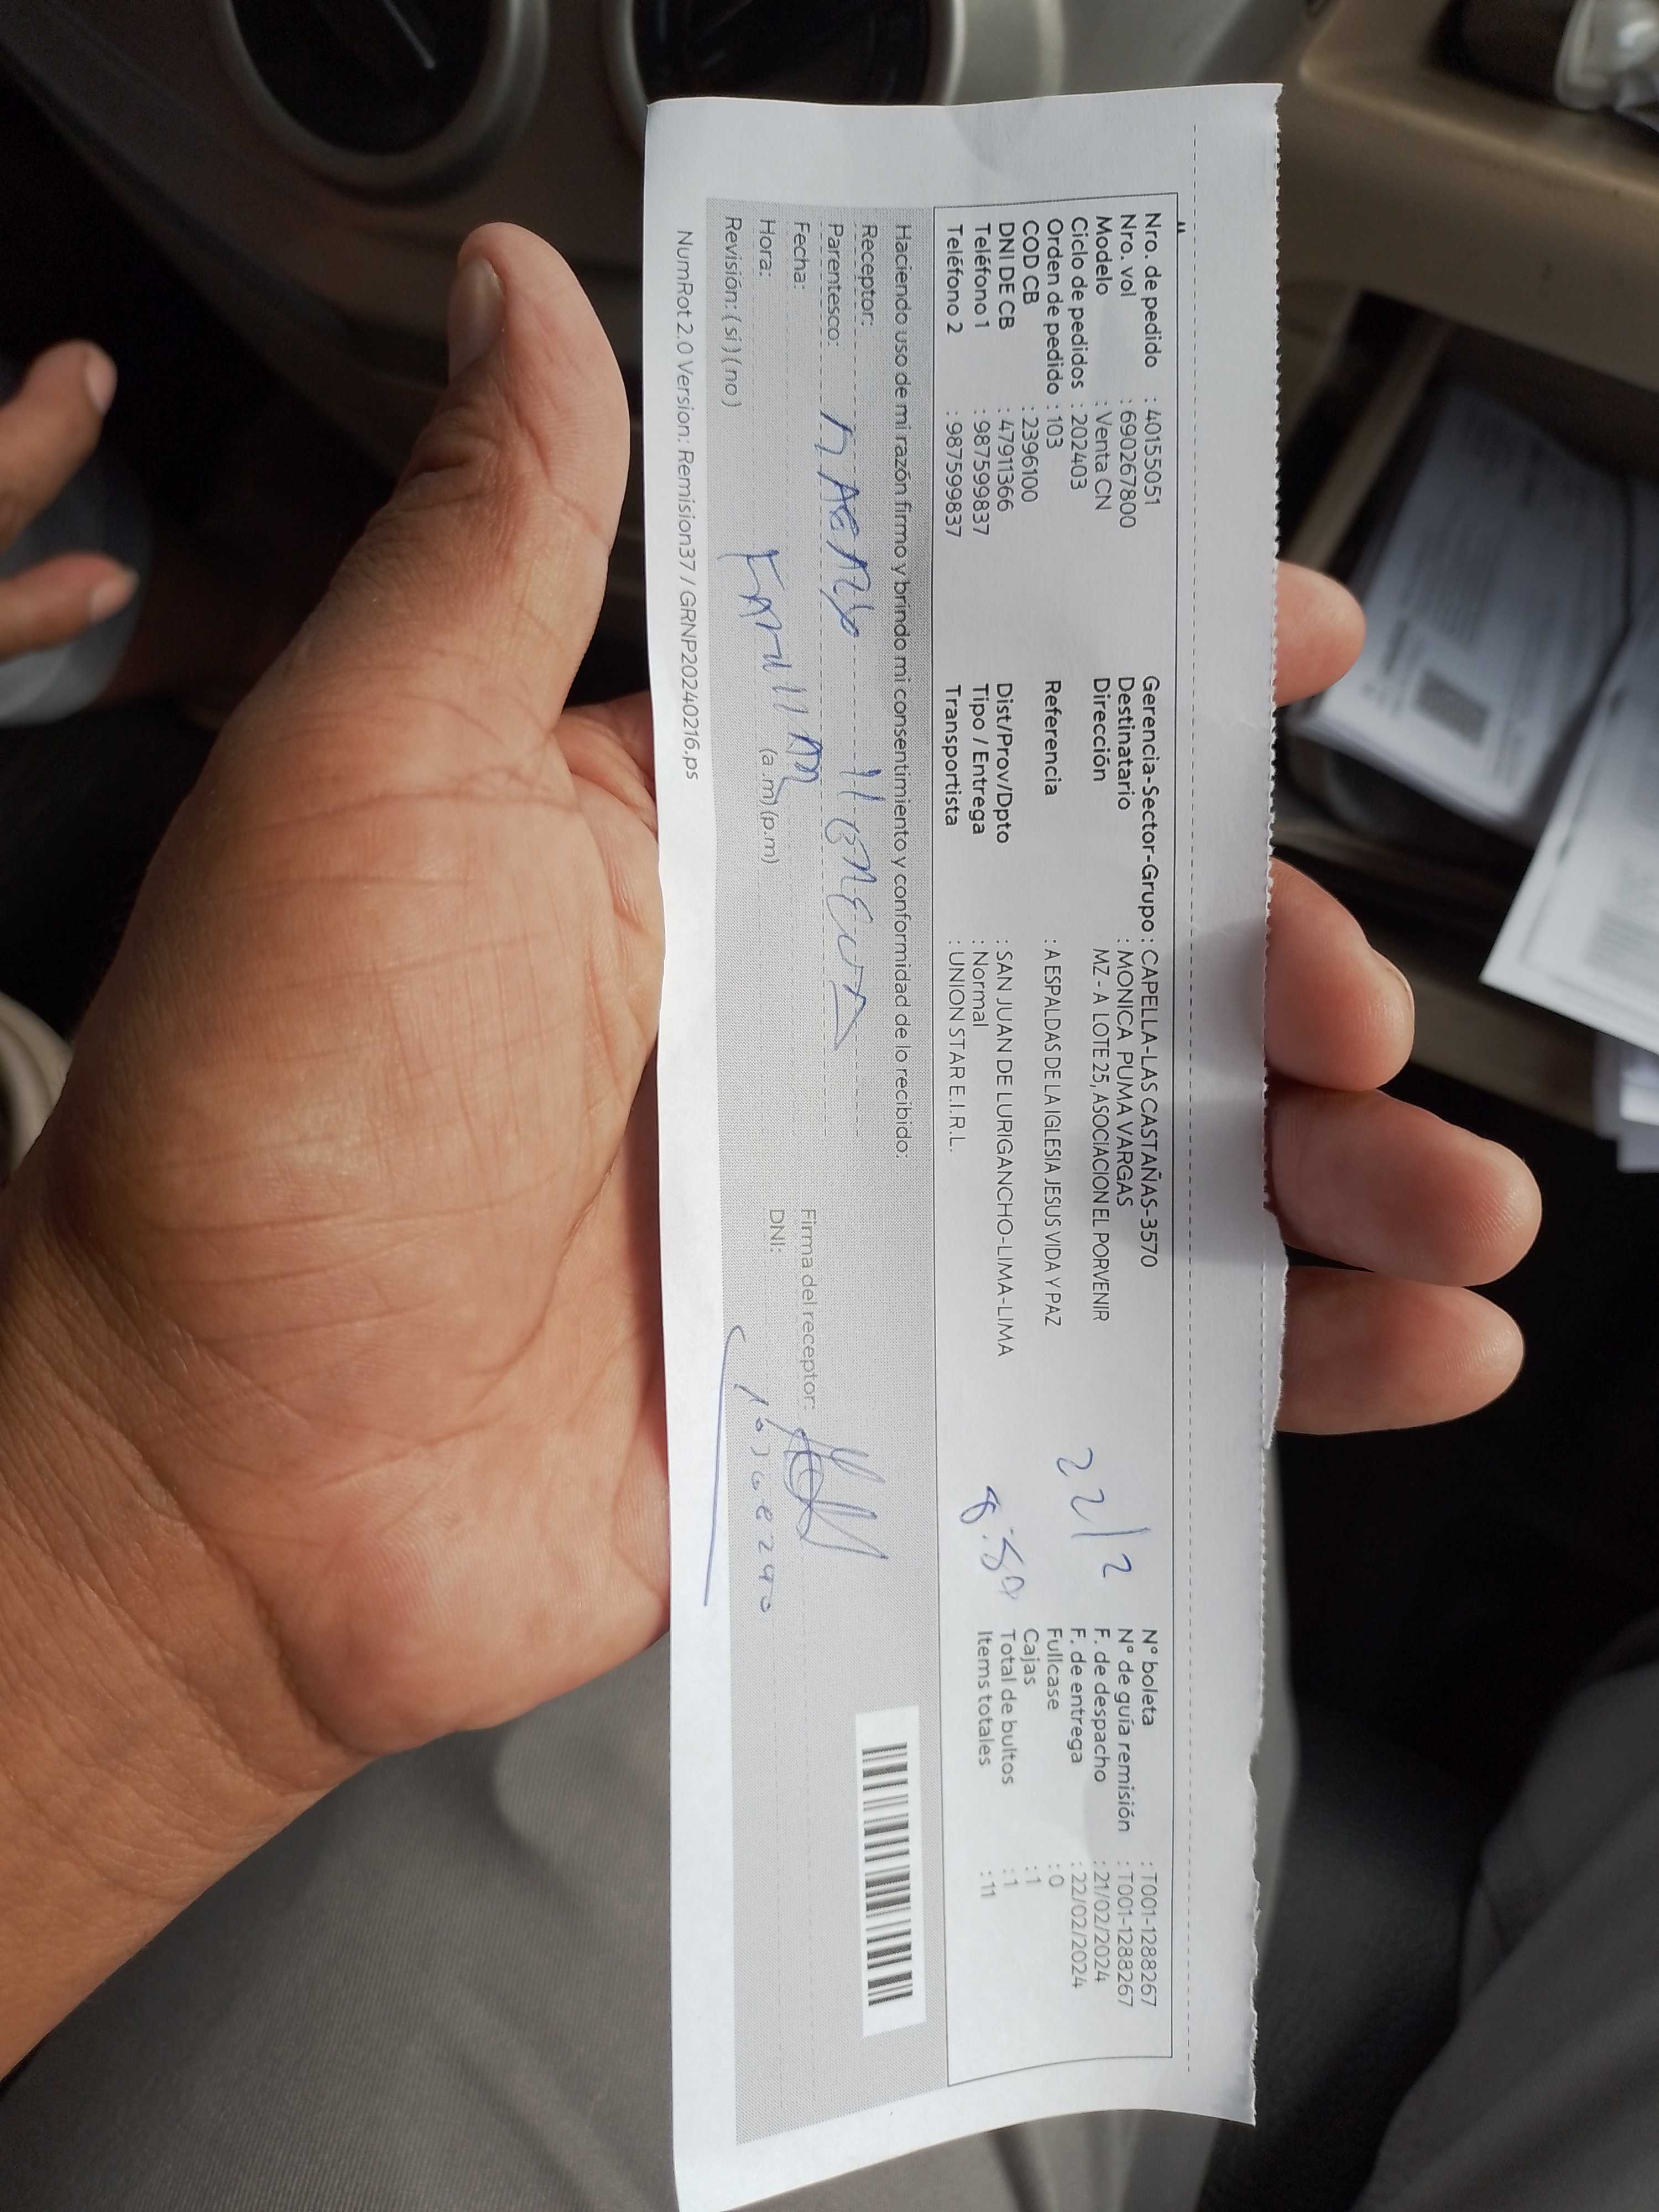 Nro. de pedido : 40155051
Nro. vol : 690267800
Modelo : Venta CN
Ciclo de pedidos : 202403
Orden de pedido : 103
COD CB : 2396100
DNI DE CB : 47911366
Teléfono 1 : 987599837
Teléfono 2 : 987599837
Gerencia-Sector-Grupo : CAPELLA-LAS CASTAÑAS-3570
Destinatario : MONICA PUMA VARGAS
Dirección MZ - A LOTE 25, ASOCIACION EL PORVENIR
Referencia : A ESPALDAS DE LA IGLESIA JESUS VIDA Y PAZ
Dist/Prov/Dpto : SAN JUAN DE LURIGANCHO-LIMA-LIMA
Tipo / Entrega : Normal
Transportista : UNION STAR E.I.R.L.
22/2
8:50
N° boleta : T001-1288267
N° de guía remisión : T001-1288267
F. de despacho : 21/02/2024
F. de entrega : 22/02/2024
Fullcase : 0
Cajas : 1
Total de bultos : 1
Items totales : 11
Haciendo uso de mi razón firmo y brindo mi consentimiento y conformidad de lo recibido:
Receptor:
Parentesco:
Fecha:
Hora: (a.m) (p.m)
Revisión: ( si ) ( no )
Firma del receptor:
DNI:
NumRot 2.0 Version: Remision37 / GRNP20240216.ps